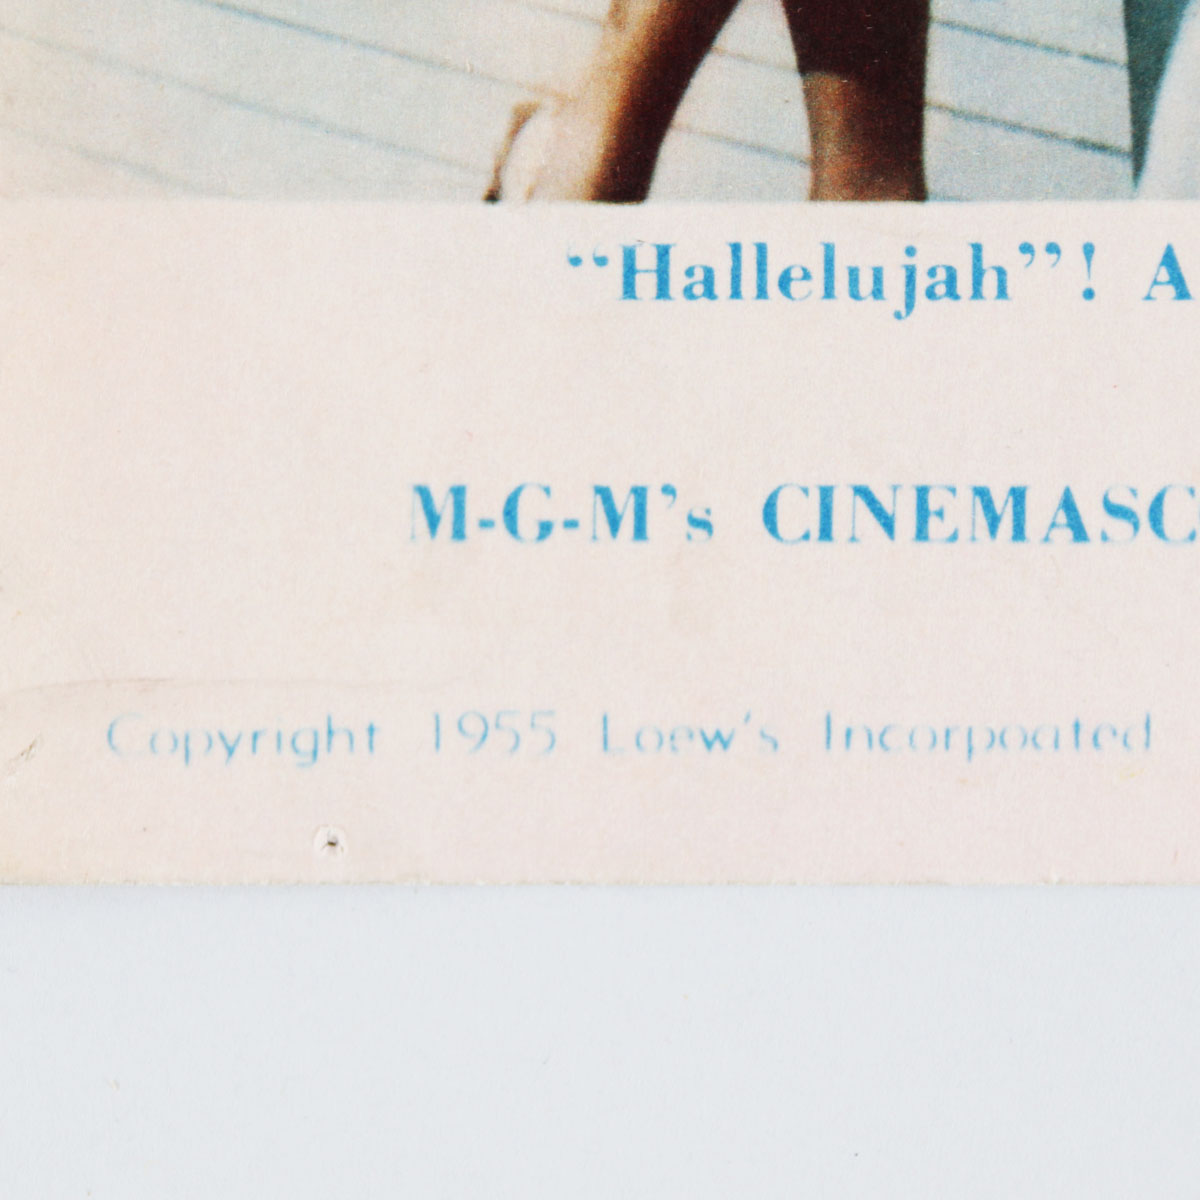 “Hallelujah”! A
M-G-M’s CINEMASC
Copyright 1955 Loew’s Incorpoated